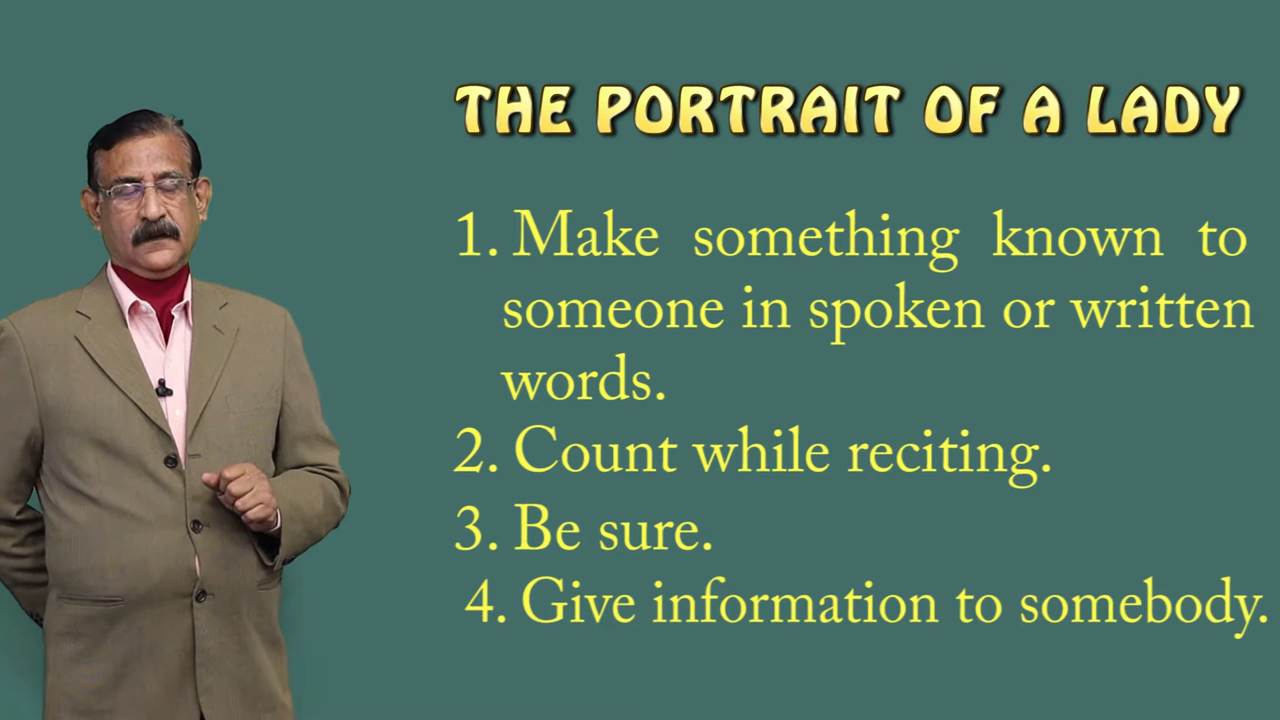 THE PORTRAIT OF A LADY
1. Make something known to
someone in spoken or written
words.
2. Count while reciting.
3. Be sure.
4. Give information to somebody.